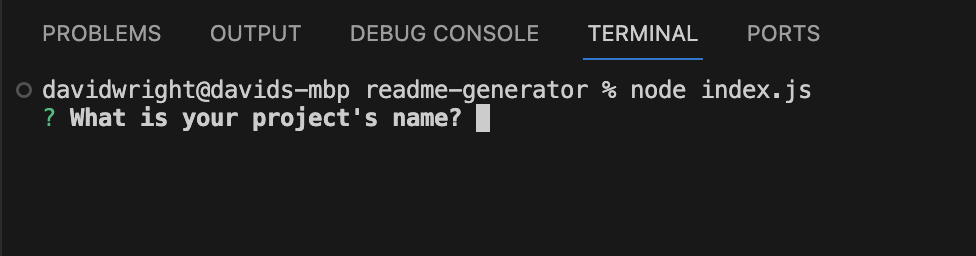 PROBLEMS OUTPUT DEBUG CONSOLE TERMINAL PORTS
davidwright@davids-mbp readme-generator % node index.js
? What is your project's name?